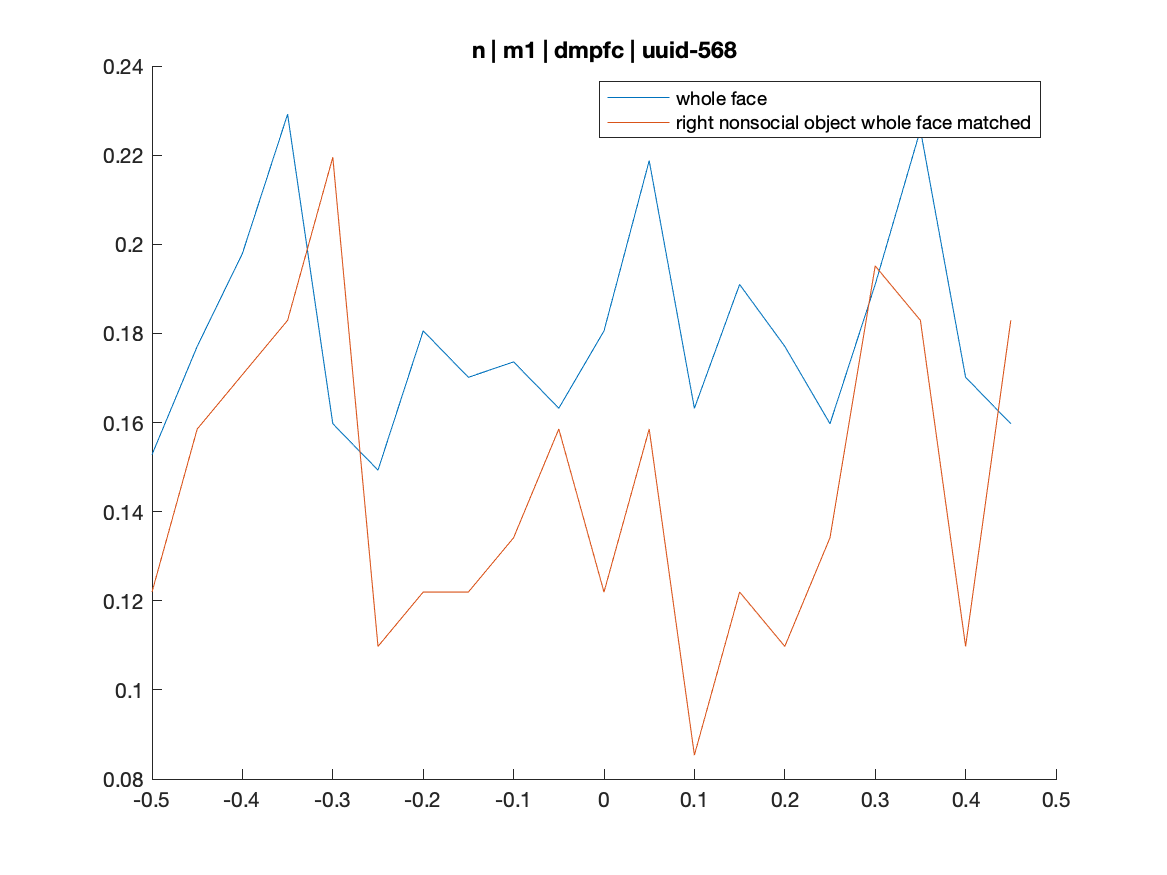 n | m1 | dmpfc | uuid-568
whole face
right nonsocial object whole face matched
0.24
0.22
0.2
0.18
0.16
0.14
0.12
0.1
0.08
-0.5 -0.4 -0.3 -0.2 -0.1 0 0.1 0.2 0.3 0.4 0.5